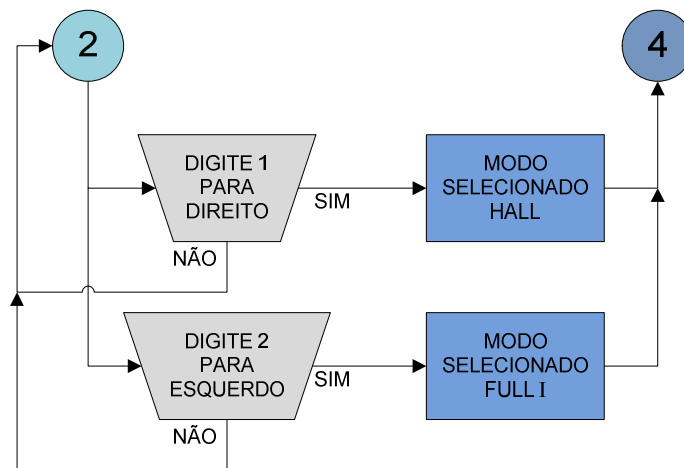 2
4
DIGITE 1
PARA
DIREITO
SIM
MODO
SELECIONADO
HALL
NÃO
DIGITE 2
PARA
ESQUERDO
SIM
MODO
SELECIONADO
FULL I
NÃO